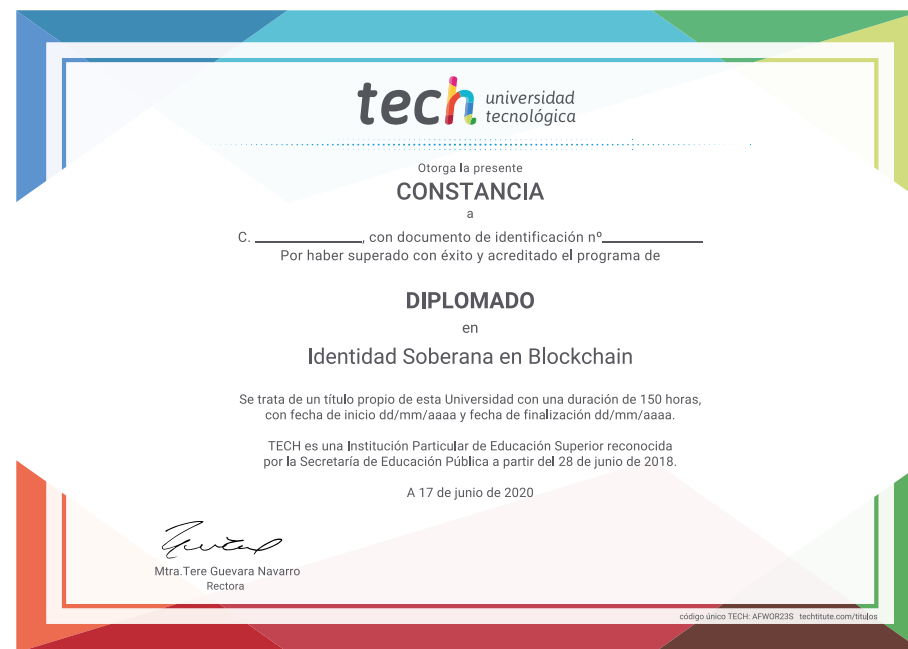 tech universidad
tecnológica
Otorga la presente
CONSTANCIA
a
C. ____________, con documento de identificación nº____________
Por haber superado con éxito y acreditado el programa de
DIPLOMADO
en
Identidad Soberana en Blockchain
Se trata de un título propio de esta Universidad con una duración de 150 horas,
con fecha de inicio dd/mm/aaaa y fecha de finalización dd/mm/aaaa.
TECH es una Institución Particular de Educación Superior reconocida
por la Secretaría de Educación Pública a partir del 28 de junio de 2018.
A 17 de junio de 2020
Mtra.Tere Guevara Navarro
Rectora
código único TECH: AFWOR23S techtitute.com/titulos